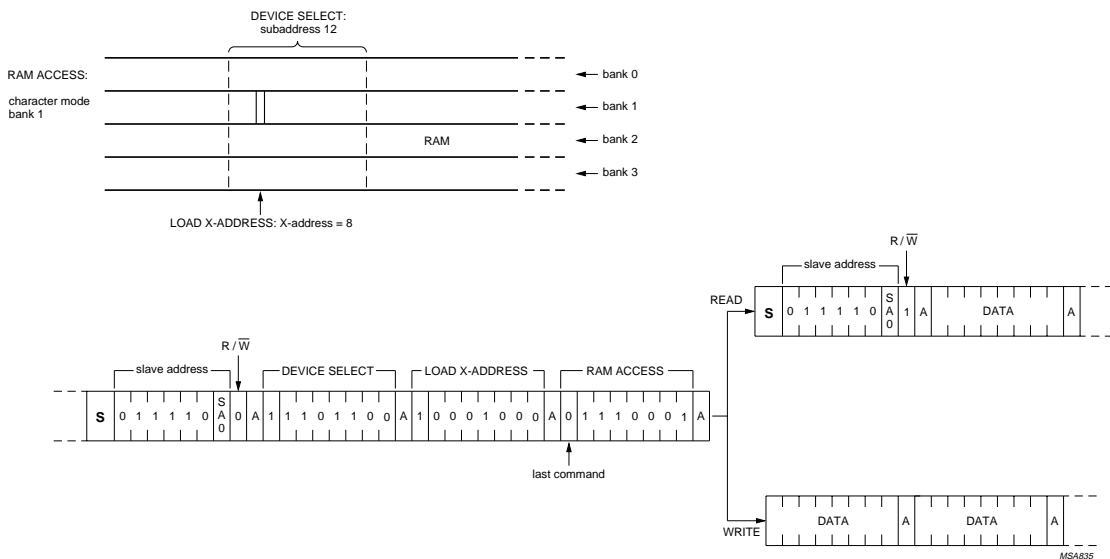 DEVICE SELECT:
subaddress 12
RAM ACCESS:
character mode
bank 1
bank 0
bank 1
RAM
bank 2
bank 3
LOAD X-ADDRESS: X-address = 8
R / W
slave address
READ
S 0 1 1 1 1 0 SA0 1 A DATA A
R / W
slave address DEVICE SELECT LOAD X-ADDRESS RAM ACCESS
S 0 1 1 1 1 0 SA0 0 A 1 1 1 0 1 1 0 0 A 1 0 0 0 1 0 0 0 A 0 1 1 1 0 0 0 1 A
last command
WRITE
DATA A DATA A
MSA835